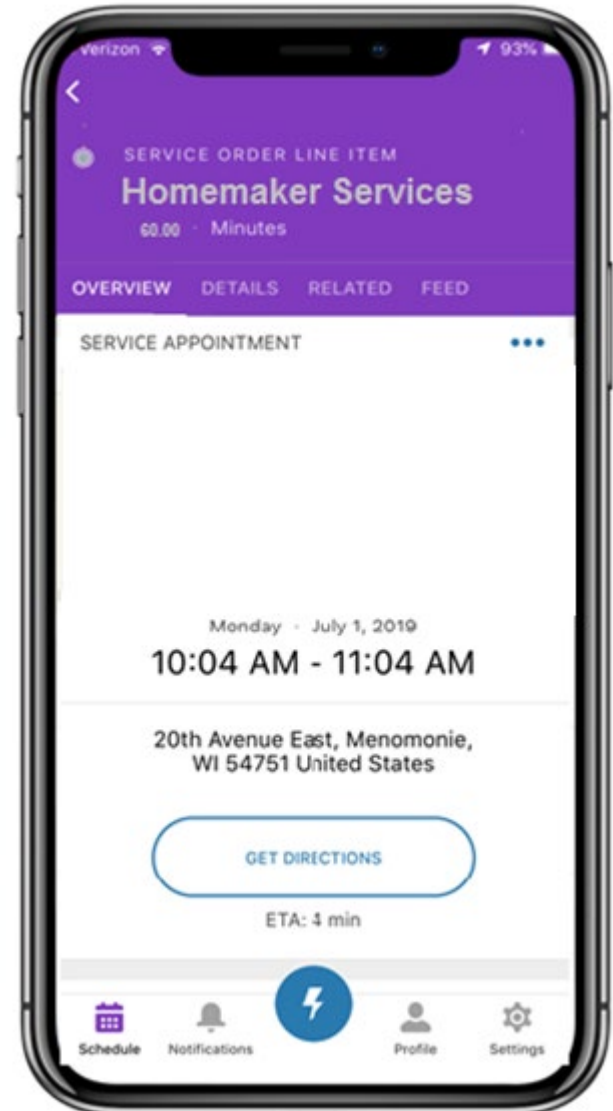 Verizon 93%
SERVICE ORDER LINE ITEM
Homemaker Services
60.00 · Minutes
OVERVIEW DETAILS RELATED FEED
SERVICE APPOINTMENT
Monday · July 1, 2019
10:04 AM - 11:04 AM
20th Avenue East, Menomonie,
WI 54751 United States
GET DIRECTIONS
ETA: 4 min
Schedule Notifications Profile Settings